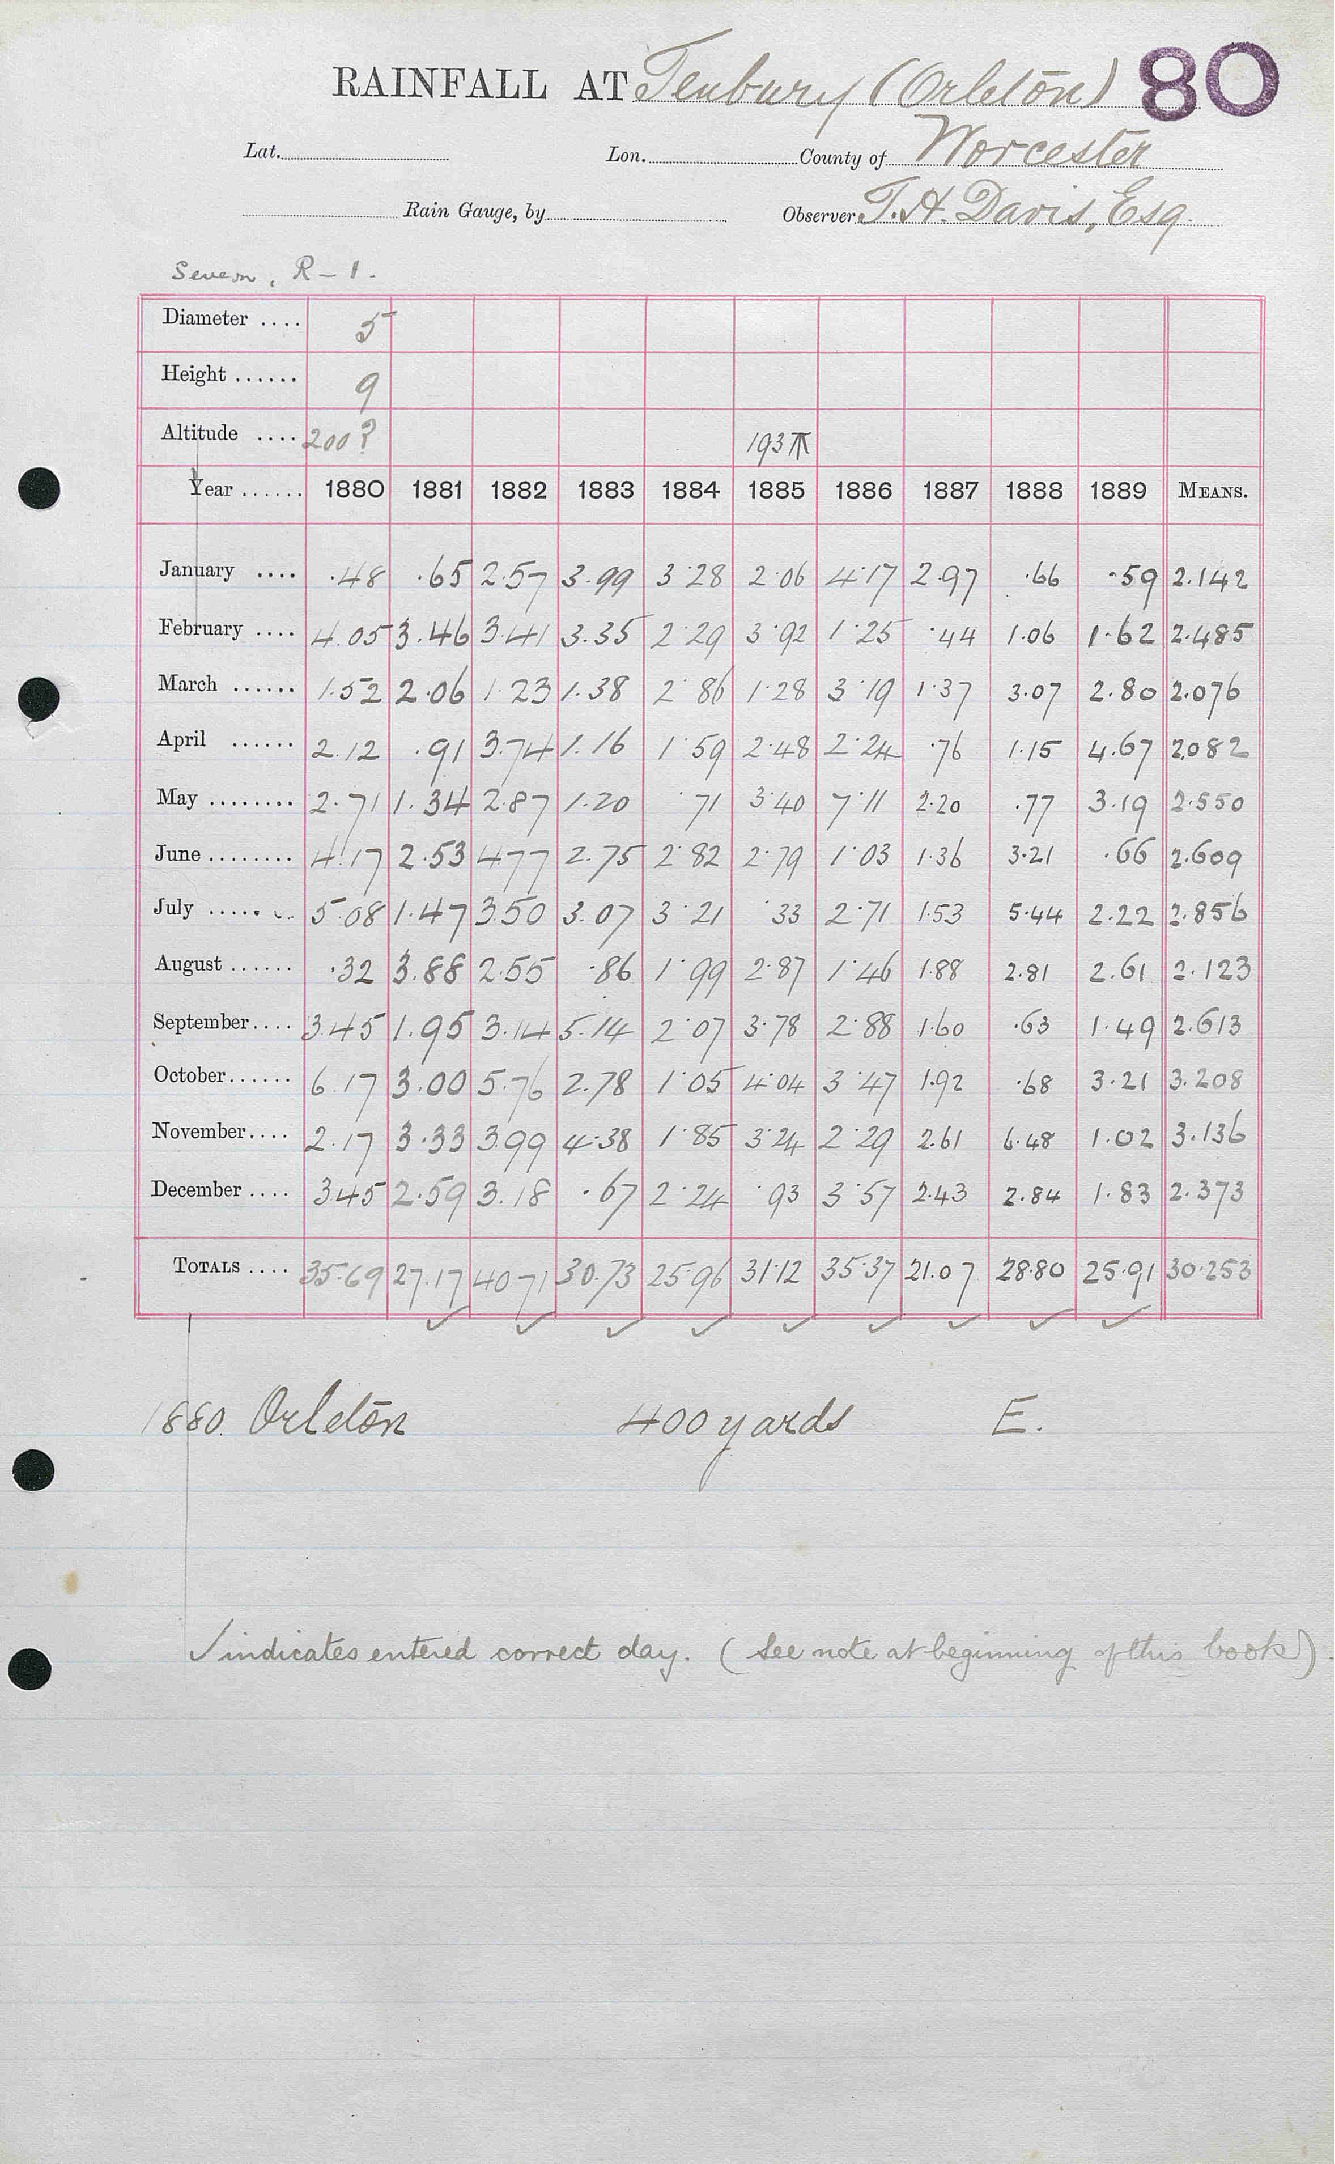 RAINFALL AT Tenbury (Orleton) 80
Lat. Lon. County of Worcester
Rain Gauge, by Observer T. H. Davis, Esq.
Severn, R-1.
Diameter .... 5
Height ...... 9
Altitude .... 200? 193
Year ...... 1880 1881 1882 1883 1884 1885 1886 1887 1888 1889 MEANS.
January .... .48 .65 2.57 3.99 3.28 2.06 4.17 2.97 .66 .59 2.142
February .... 4.05 3.46 3.41 3.35 2.29 3.92 1.25 .44 1.06 1.62 2.485
March ...... 1.52 2.06 1.23 1.38 2.86 1.28 3.19 1.37 3.07 2.80 2.076
April ...... 2.12 .91 3.74 1.16 1.59 2.48 2.24 .76 1.15 4.67 2.082
May ........ 2.71 1.34 2.87 1.20 .71 3.40 7.11 2.20 .77 3.19 2.550
June ........ 4.17 2.53 4.77 2.75 2.82 2.79 1.03 1.36 3.21 .66 2.609
July ........ 5.08 1.47 3.50 3.07 3.21 .33 2.71 1.53 5.44 2.22 2.856
August ...... .32 3.88 2.55 .86 1.99 2.87 1.46 1.88 2.81 2.61 2.123
September .... 3.45 1.95 3.14 5.14 2.07 3.78 2.88 1.60 .63 1.49 2.613
October ...... 6.17 3.00 5.76 2.78 1.05 4.04 3.47 1.92 .68 3.21 3.208
November .... 2.17 3.33 3.99 4.38 1.85 3.24 2.29 2.61 6.48 1.02 3.136
December .... 3.45 2.59 3.18 .67 2.24 .93 3.57 2.43 2.84 1.83 2.373
TOTALS .... 35.69 27.17 40.71 30.73 25.96 31.12 35.37 21.07 28.80 25.91 30.253
✓ ✓ ✓ ✓ ✓ ✓ ✓ ✓ ✓
1880. Orleton 400 yards E.
✓ indicates entered correct day. (See note at beginning of this book).